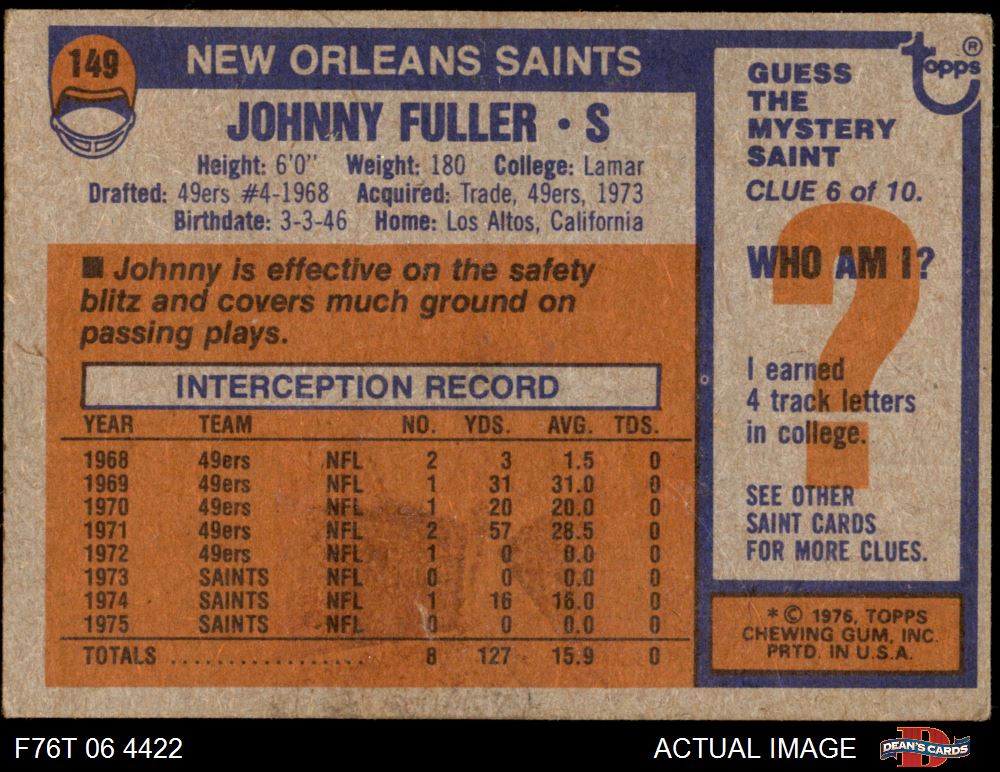 149
NEW ORLEANS SAINTS
JOHNNY FULLER · S
Height: 6'0" Weight: 180 College: Lamar
Drafted: 49ers #4-1968 Acquired: Trade, 49ers, 1973
Birthdate: 3-3-46 Home: Los Altos, California
■ Johnny is effective on the safety
blitz and covers much ground on
passing plays.
INTERCEPTION RECORD
YEAR TEAM NO. YDS. AVG. TDS.
1968 49ers NFL 2 3 1.5 0
1969 49ers NFL 1 31 31.0 0
1970 49ers NFL 1 20 20.0 0
1971 49ers NFL 2 57 28.5 0
1972 49ers NFL 1 0 0.0 0
1973 SAINTS NFL 0 0 0.0 0
1974 SAINTS NFL 1 16 16.0 0
1975 SAINTS NFL 0 0 0.0 0
TOTALS .................. 8 127 15.9 0
topps ®
GUESS
THE
MYSTERY
SAINT
CLUE 6 of 10.
WHO AM I?
?
I earned
4 track letters
in college.
SEE OTHER
SAINT CARDS
FOR MORE CLUES.
* © 1976, TOPPS
CHEWING GUM, INC.
PRTD. IN U.S.A.
F76T 06 4422
ACTUAL IMAGE
D
DEAN'S CARDS